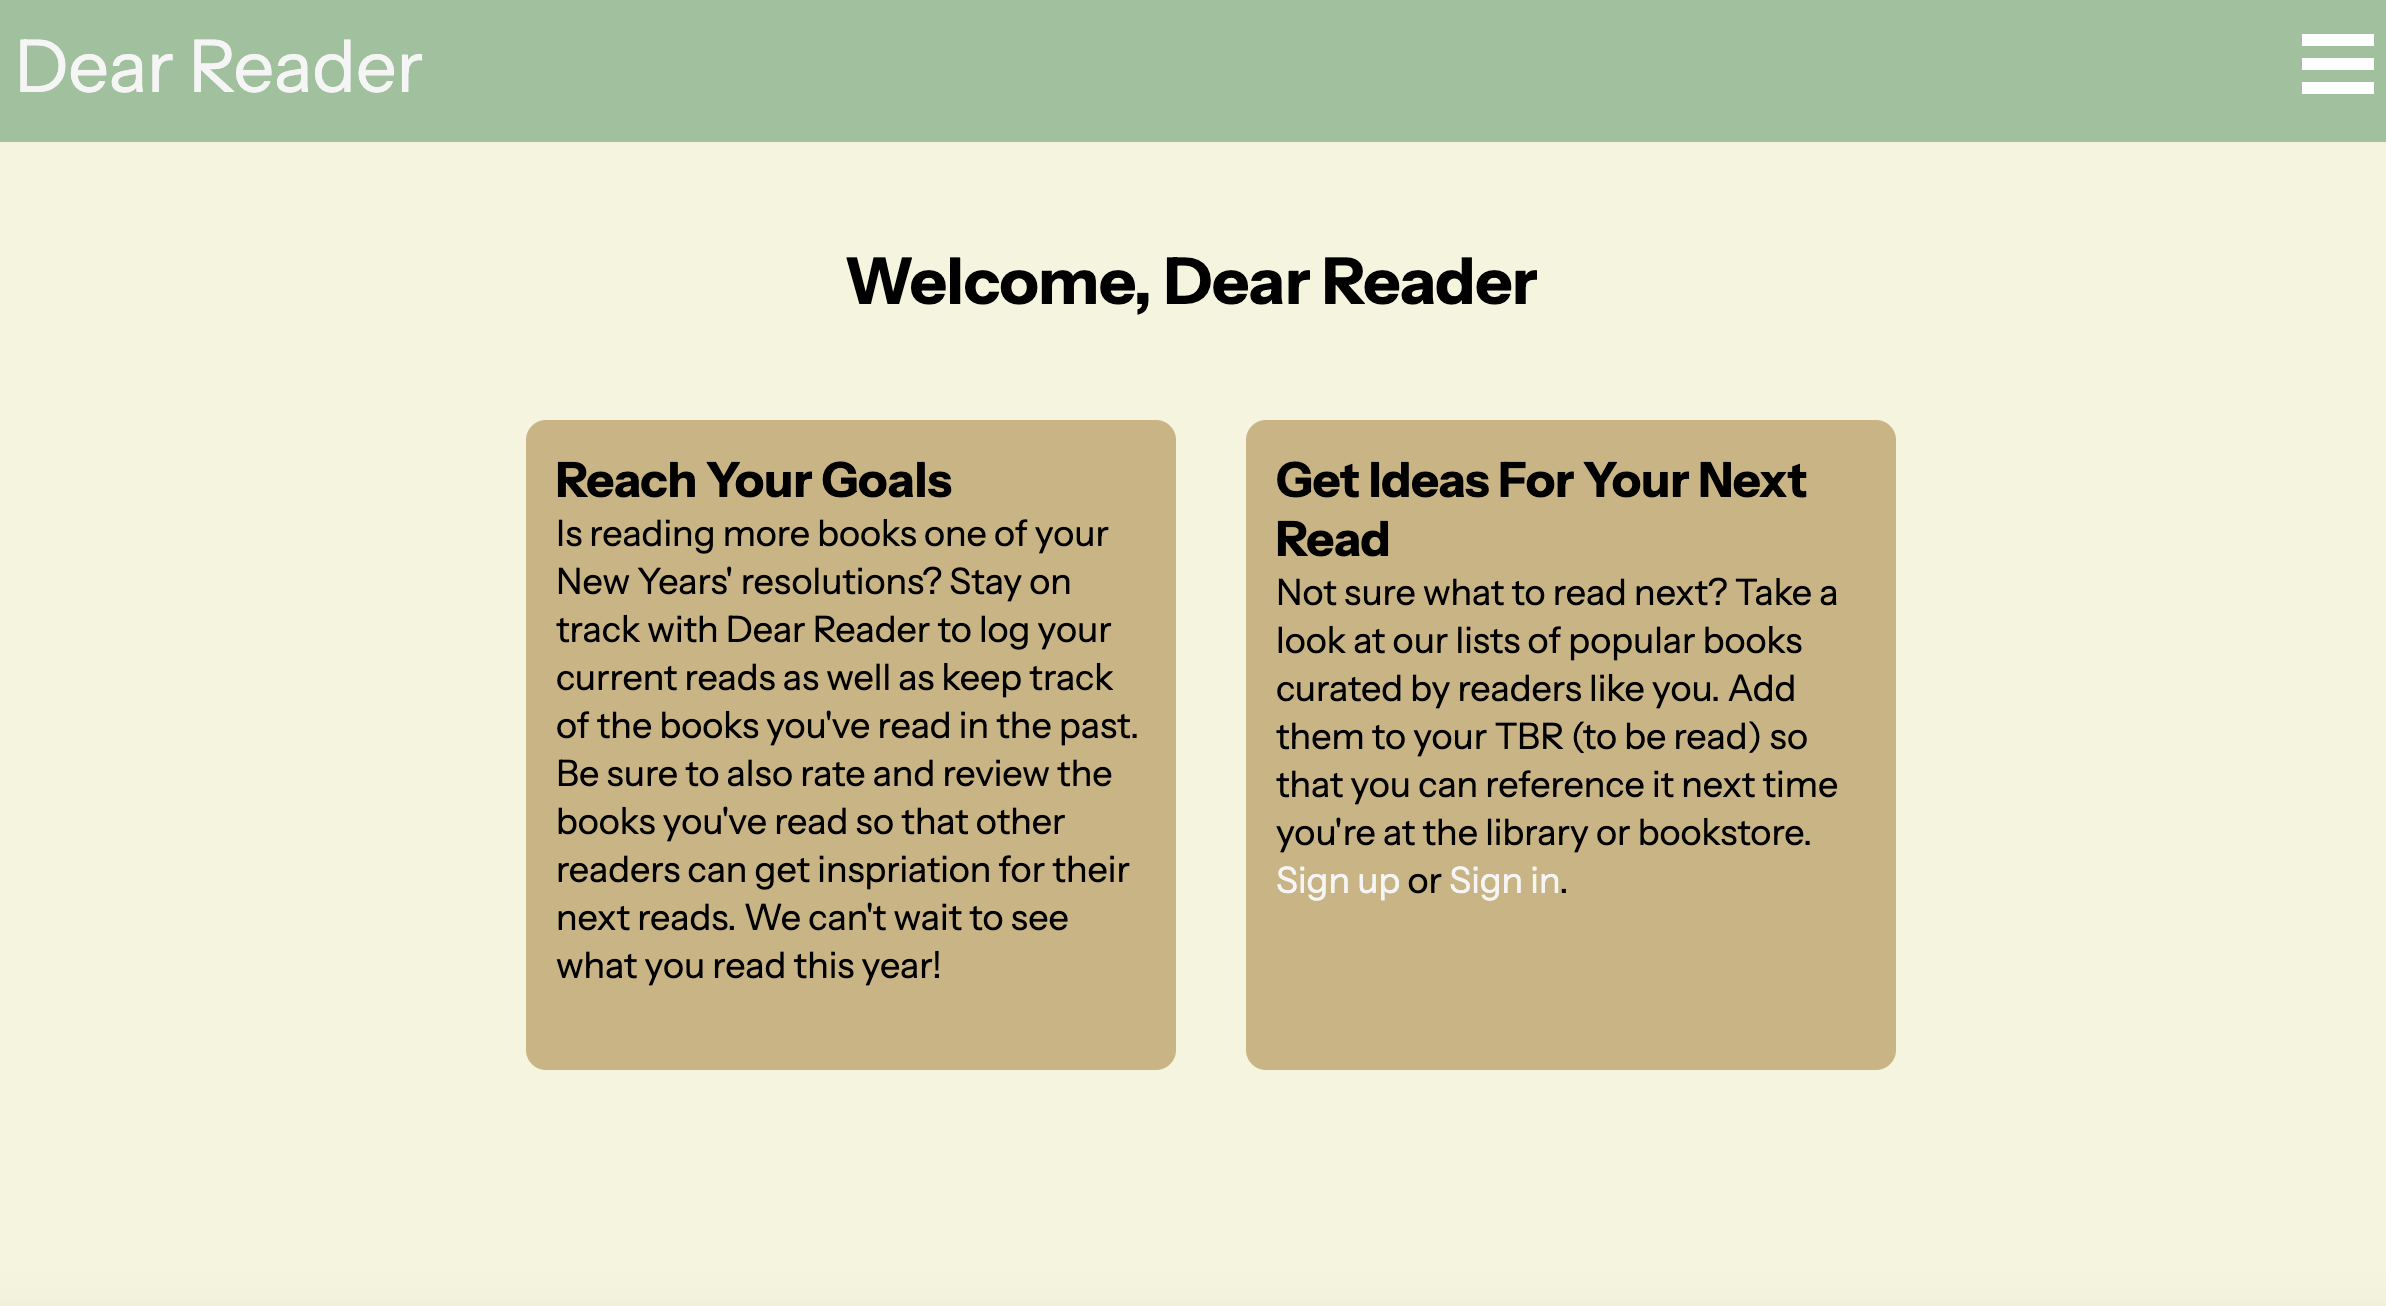 Dear Reader
Welcome, Dear Reader
Reach Your Goals
Is reading more books one of your
New Years' resolutions? Stay on
track with Dear Reader to log your
current reads as well as keep track
of the books you've read in the past.
Be sure to also rate and review the
books you've read so that other
readers can get inspriation for their
next reads. We can't wait to see
what you read this year!
Get Ideas For Your Next
Read
Not sure what to read next? Take a
look at our lists of popular books
curated by readers like you. Add
them to your TBR (to be read) so
that you can reference it next time
you're at the library or bookstore.
Sign up or Sign in.